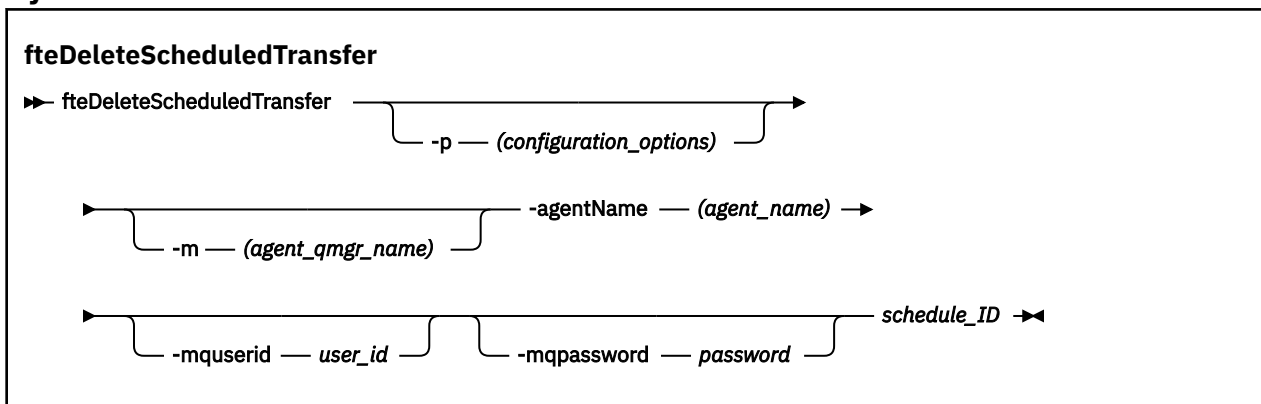 fteDeleteScheduledTransfer
fteDeleteScheduledTransfer
-p (configuration_options)
-agentName (agent_name)
-m (agent_qmgr_name)
schedule_ID
-mquserid user_id -mqpassword password